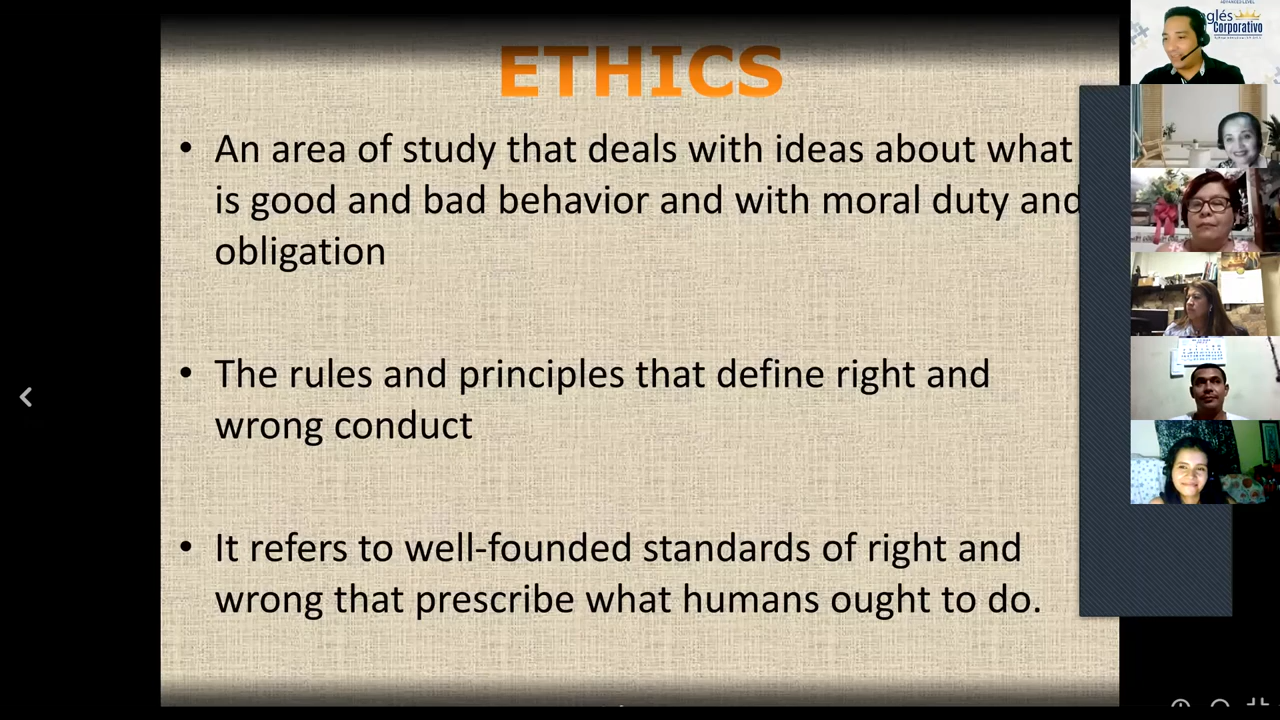 ETHICS
• An area of study that deals with ideas about what
is good and bad behavior and with moral duty and
obligation
• The rules and principles that define right and
wrong conduct
• It refers to well-founded standards of right and
wrong that prescribe what humans ought to do.
ADVANCED LEVEL
glés
Corporativo